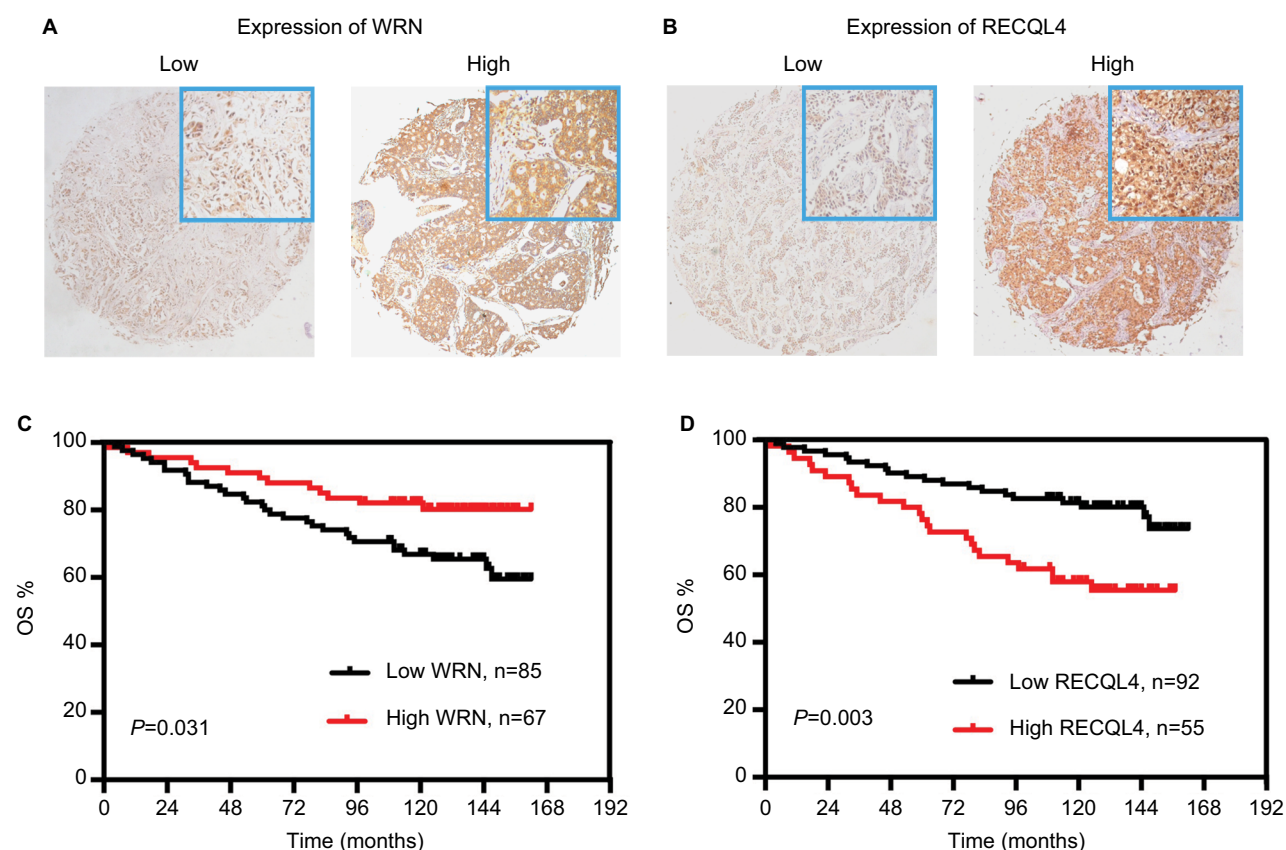 A Expression of WRN
Low High
B Expression of RECQL4
Low High
C
100
80
60
40
20
0
OS %
Low WRN, n=85
High WRN, n=67
P=0.031
0 24 48 72 96 120 144 168 192
Time (months)
D
100
80
60
40
20
0
OS %
Low RECQL4, n=92
High RECQL4, n=55
P=0.003
0 24 48 72 96 120 144 168 192
Time (months)